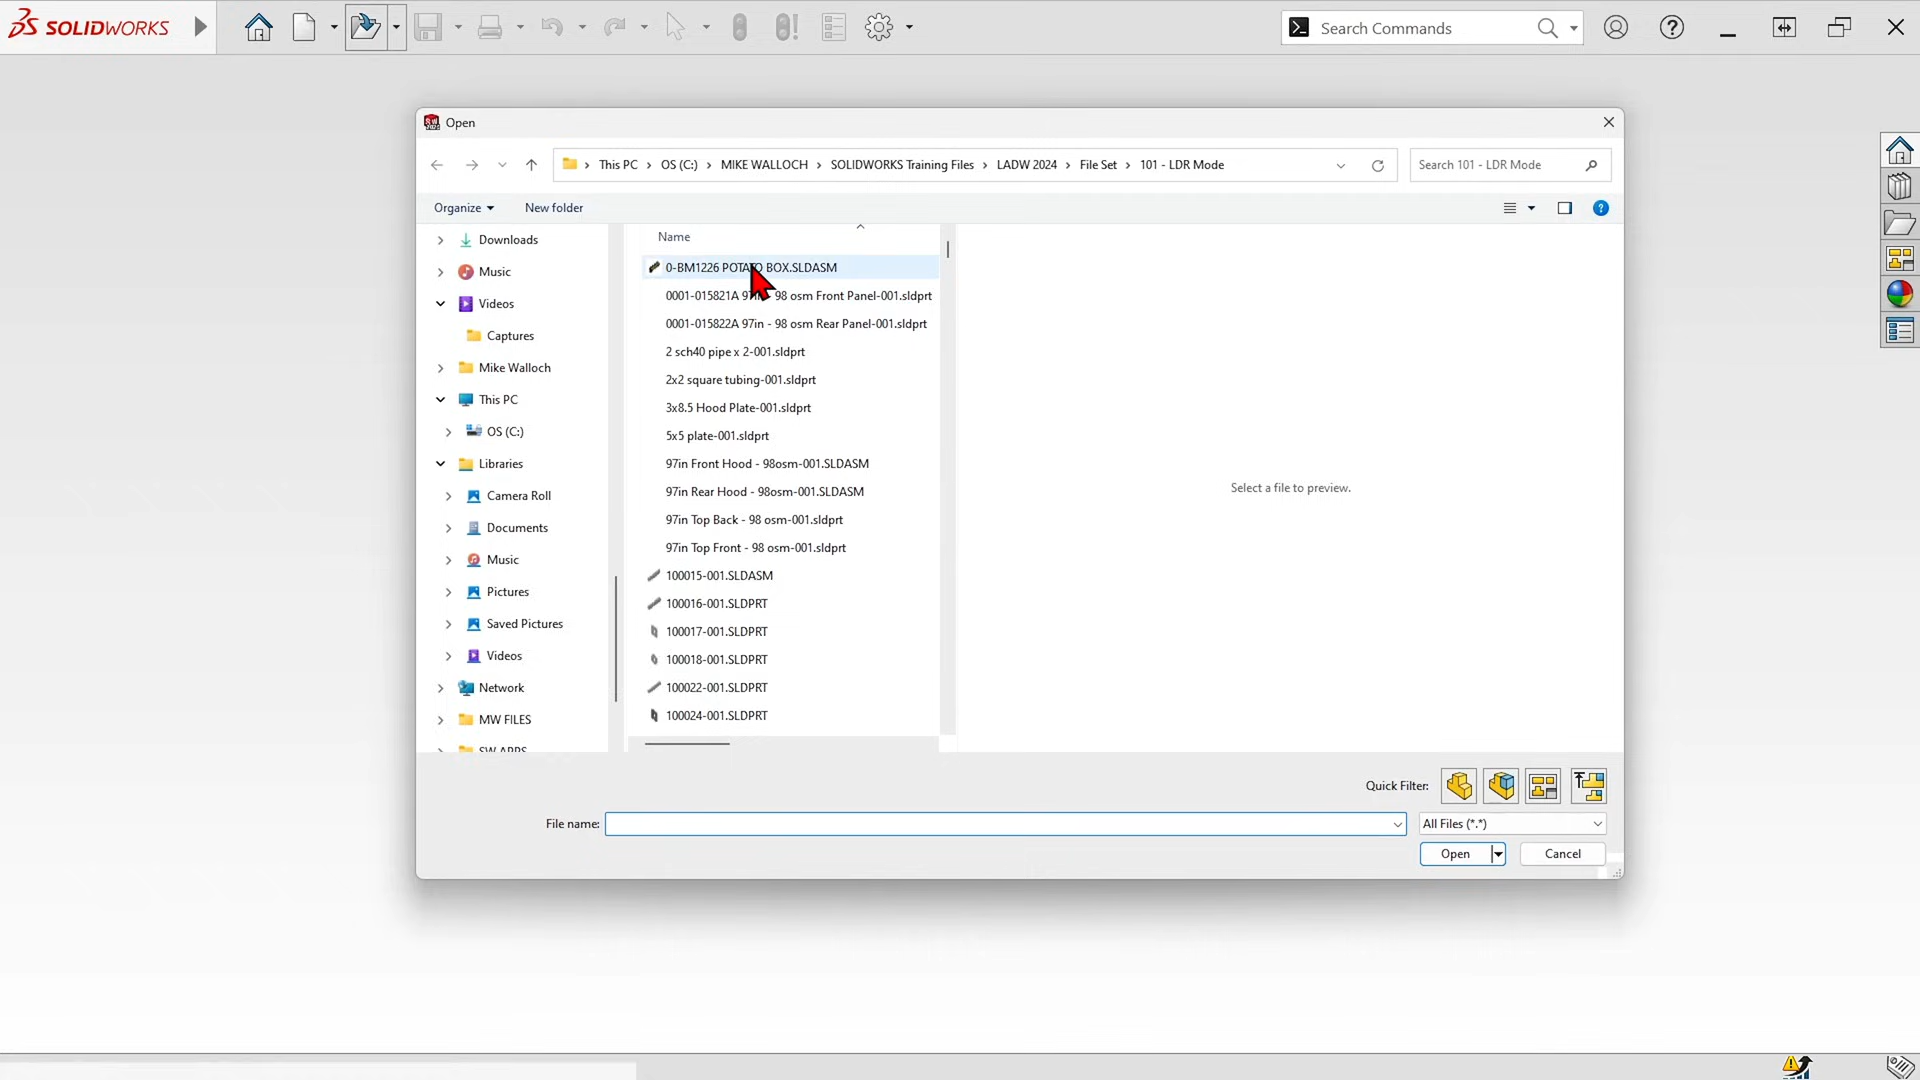 SOLIDWORKS
Search Commands
Open
This PC > OS (C:) > MIKE WALLOCH > SOLIDWORKS Training Files > LADW 2024 > File Set > 101 - LDR Mode
Search 101 - LDR Mode
Organize
New folder
Downloads
Music
Videos
Captures
Mike Walloch
This PC
OS (C:)
Libraries
Camera Roll
Documents
Music
Pictures
Saved Pictures
Videos
Network
MW FILES
SW APPS
Name
0-BM1226 POTATO BOX.SLDASM
0001-015821A 97in - 98 osm Front Panel-001.sldprt
0001-015822A 97in - 98 osm Rear Panel-001.sldprt
2 sch40 pipe x 2-001.sldprt
2x2 square tubing-001.sldprt
3x8.5 Hood Plate-001.sldprt
5x5 plate-001.sldprt
97in Front Hood - 98osm-001.SLDASM
97in Rear Hood - 98osm-001.SLDASM
97in Top Back - 98 osm-001.sldprt
97in Top Front - 98 osm-001.sldprt
100015-001.SLDASM
100016-001.SLDPRT
100017-001.SLDPRT
100018-001.SLDPRT
100022-001.SLDPRT
100024-001.SLDPRT
Select a file to preview.
Quick Filter:
File name:
All Files (*.*)
Open
Cancel